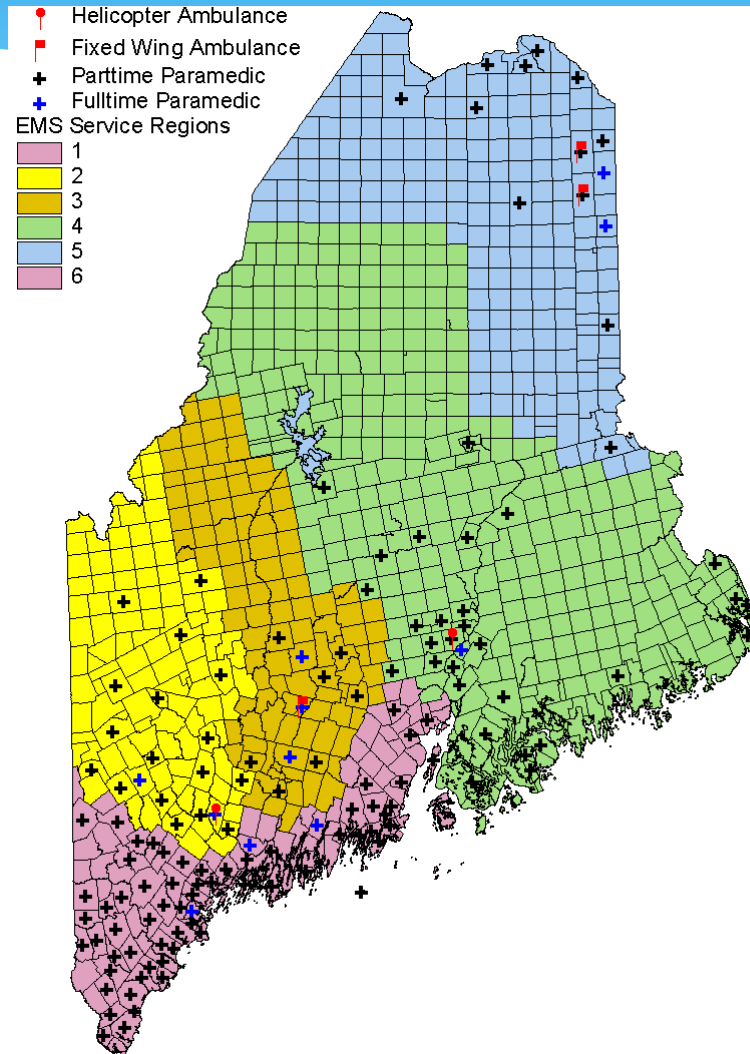 Helicopter Ambulance
Fixed Wing Ambulance
Parttime Paramedic
Fulltime Paramedic
EMS Service Regions
1
2
3
4
5
6